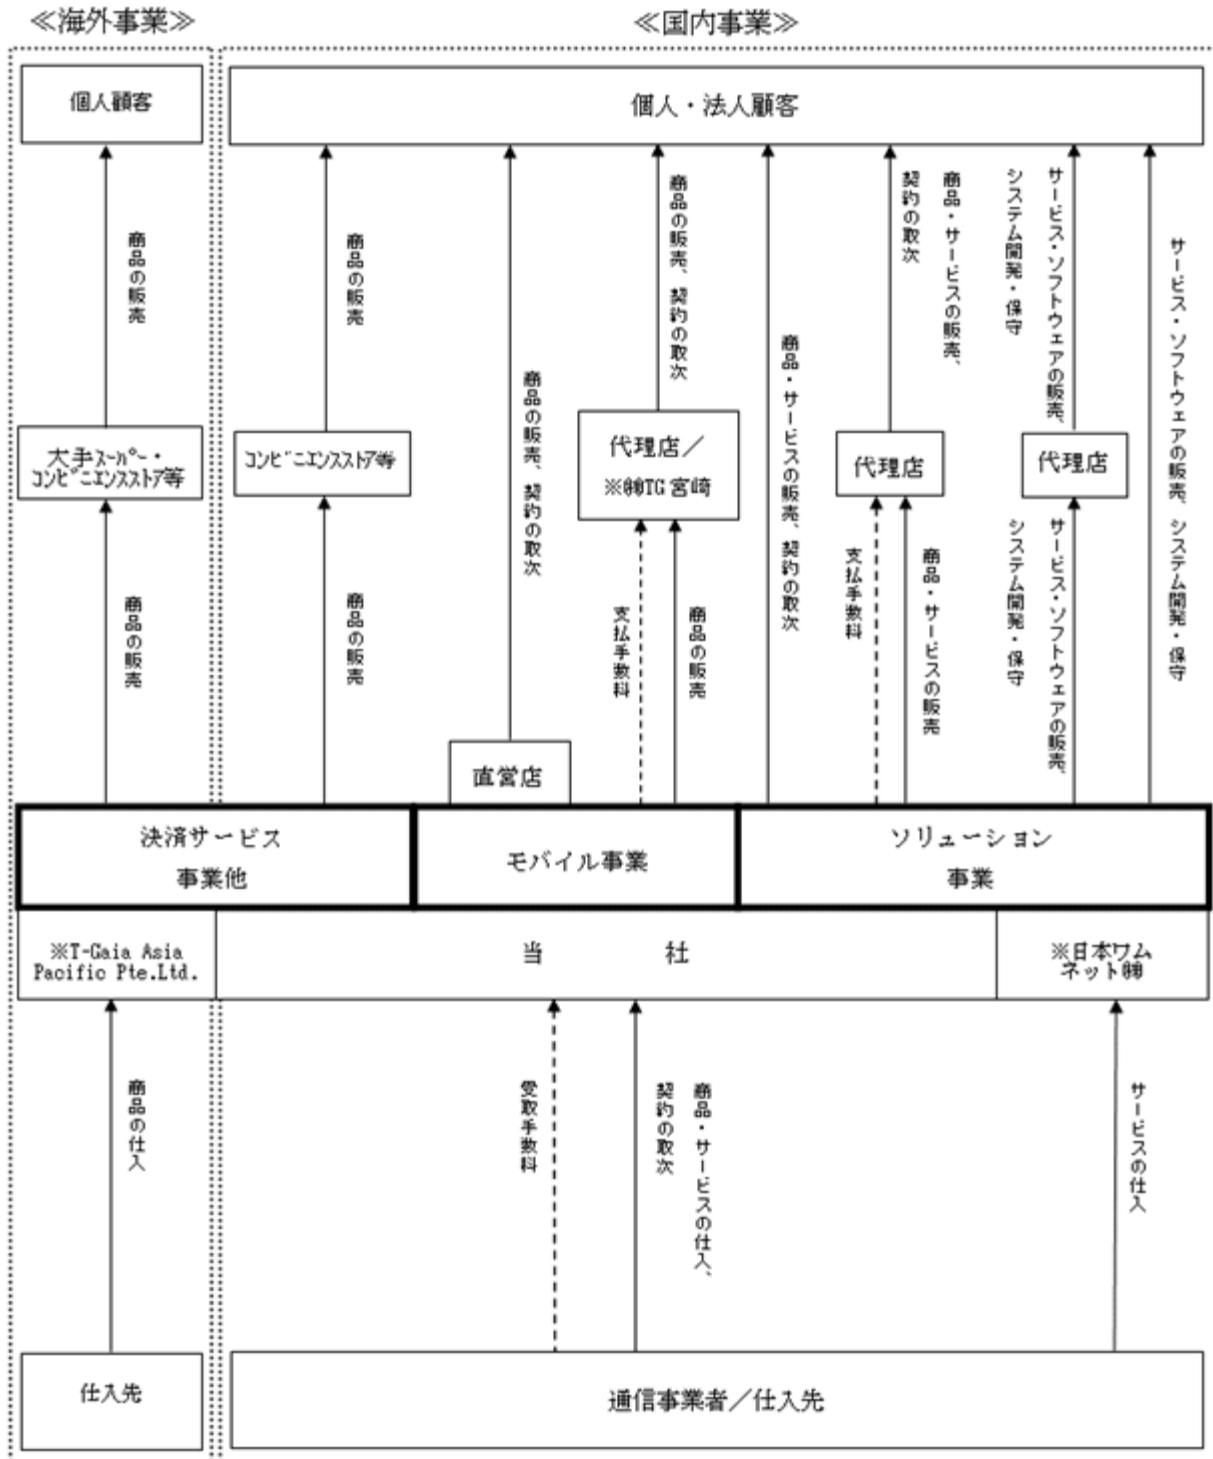 ≪海外事業≫
≪国内事業≫
個人顧客
個人・法人顧客
商品の販売
商品の販売
商品の販売、契約の取次
商品の販売、契約の取次
商品・サービスの販売、契約の取次
商品・サービスの販売、
契約の取次
サービス・ソフトウェアの販売、
システム開発・保守
サービス・ソフトウェアの販売、システム開発・保守
大手スーパー・
コンビニエンスストア等
コンビニエンスストア等
代理店／
※㈱TG宮崎
代理店
代理店
商品の販売
商品の販売
支払手数料
商品の販売
支払手数料
商品・サービスの販売
サービス・ソフトウェアの販売、
システム開発・保守
直営店
決済サービス
事業他
モバイル事業
ソリューション
事業
※T-Gaia Asia
Pacific Pte.Ltd.
当　　　社
※日本ワム
ネット㈱
商品の仕入
受取手数料
商品・サービスの仕入、
契約の取次
サービスの仕入
仕入先
通信事業者／仕入先